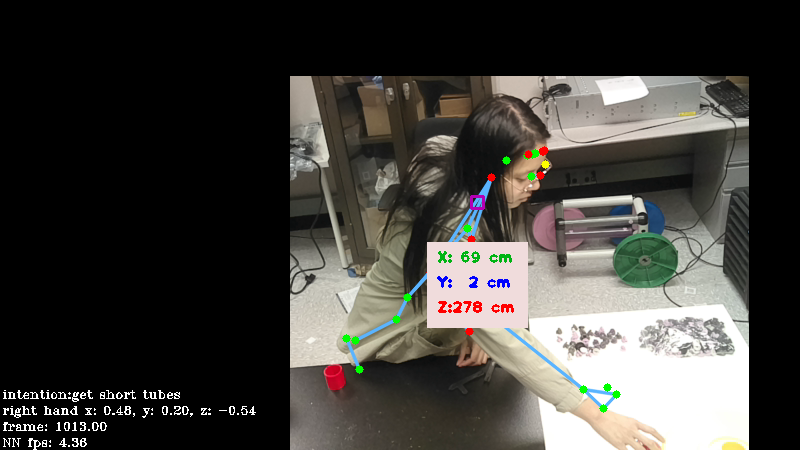 X: 69 cm
Y: 2 cm
Z:278 cm
intention:get short tubes
right hand x: 0.48, y: 0.20, z: −0.54
frame: 1013.00
NN fps: 4.36